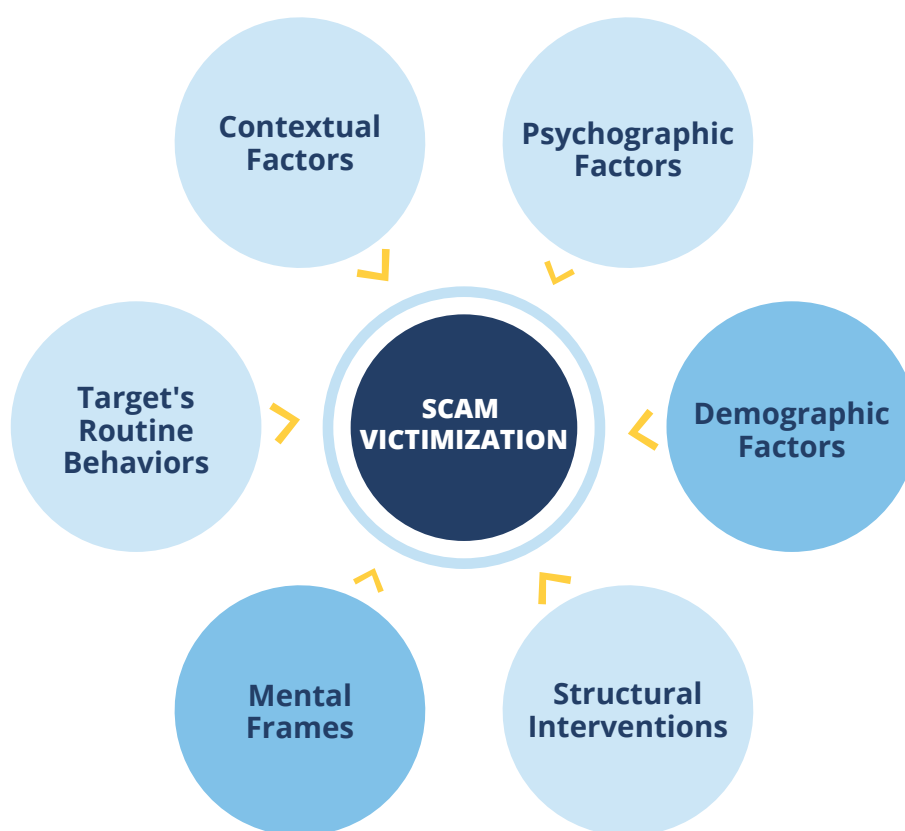 Contextual
Factors
Psychographic
Factors
Target's
Routine
Behaviors
SCAM
VICTIMIZATION
Demographic
Factors
Mental
Frames
Structural
Interventions